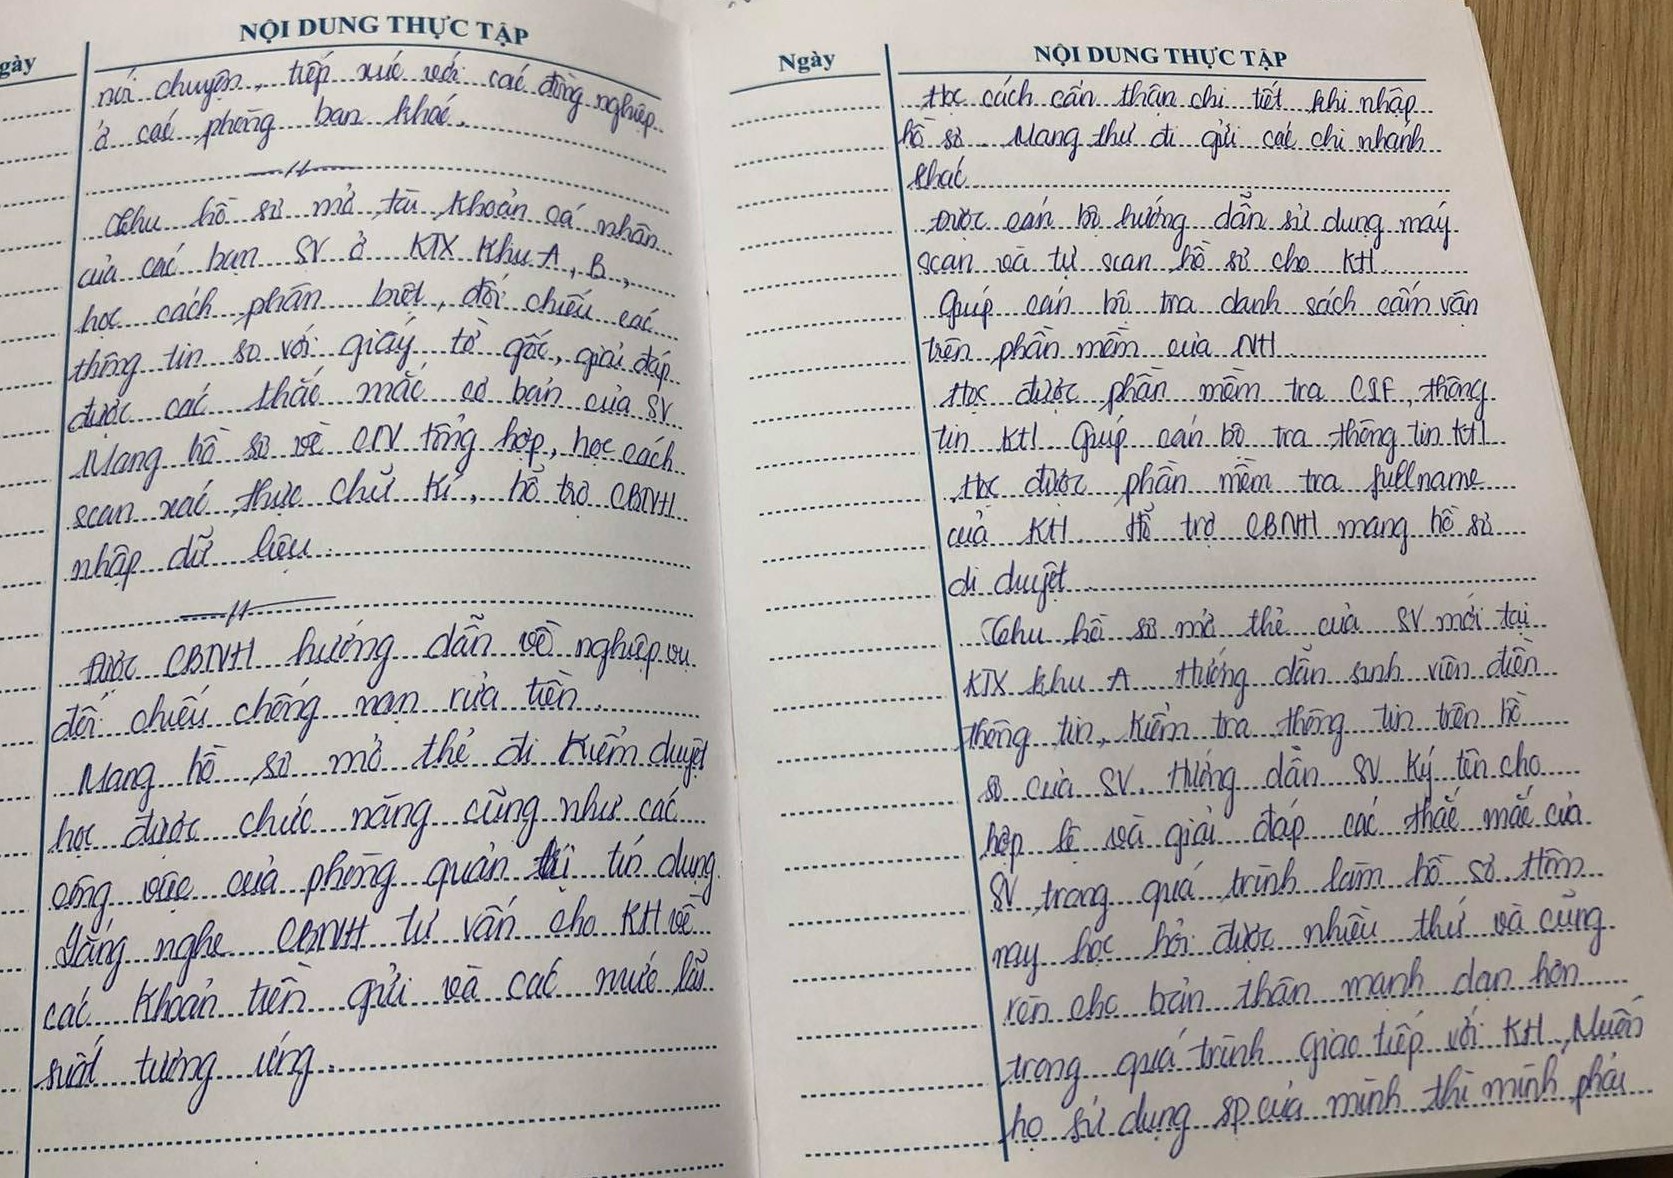 gày
NỘI DUNG THỰC TẬP
nói chuyện, tiếp xúc với các đồng nghiệp
ở các phòng ban khác.
Thu hồ sơ mở tài khoản cá nhân
của các bạn SV ở KTX Khu A, B,
học cách phân biệt, đối chiếu các
thông tin so với giấy tờ gốc, giải đáp
được các thắc mắc cơ bản của SV
Mang hồ sơ về CN tổng hợp, học cách
scan xác thực chữ kí, hỗ trợ CBNH
nhập dữ liệu.
Được CBNH hướng dẫn về nghiệp vụ
đối chiếu chống nạn rửa tiền.
Mang hồ sơ mở thẻ đi kiểm duyệt
học được chức năng cũng như các
công việc của phòng quản trị tín dụng
Lắng nghe CBNH tư vấn cho KH về
các khoản tiền gửi và các mức lãi
suất tương ứng.
Ngày
NỘI DUNG THỰC TẬP
Học cách cẩn thận chi tiết khi nhập
hồ sơ. Mang thư đi gửi các chi nhánh
khác
Được cán bộ hướng dẫn sử dụng máy
scan và tự scan hồ sơ cho KH
Giúp cán bộ tra danh sách cấm vận
trên phần mềm của NH
Học được phần mềm tra CIF, thông
tin KH Giúp cán bộ tra thông tin KH
Học được phần mềm tra fullname
của KH. Hỗ trợ CBNH mang hồ sơ
đi duyệt.
Thu hồ sơ mở thẻ của SV mới tại
KTX khu A Hướng dẫn sinh viên điền
thông tin, kiểm tra thông tin trên hồ
sơ của SV. Hướng dẫn SV ký tên cho
hợp lệ và giải đáp các thắc mắc của
SV trong quá trình làm hồ sơ. Hôm
nay học hỏi được nhiều thứ và cũng
rèn cho bản thân mạnh dạn hơn
trong quá trình giao tiếp với KH, Muốn
họ sử dụng sp của mình thì mình phải